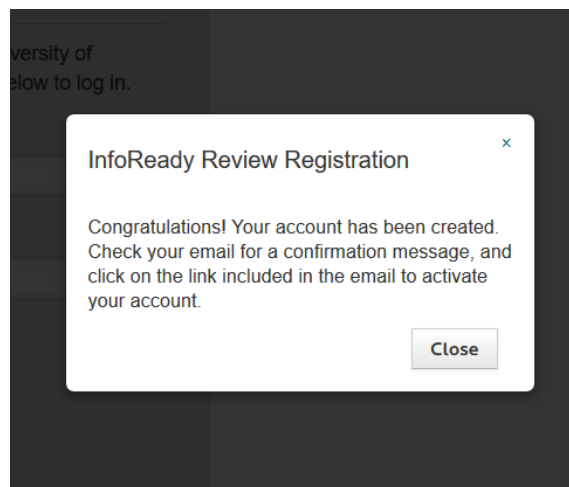 versity of
elow to log in.
×
InfoReady Review Registration
Congratulations! Your account has been created.
Check your email for a confirmation message, and
click on the link included in the email to activate
your account.
Close